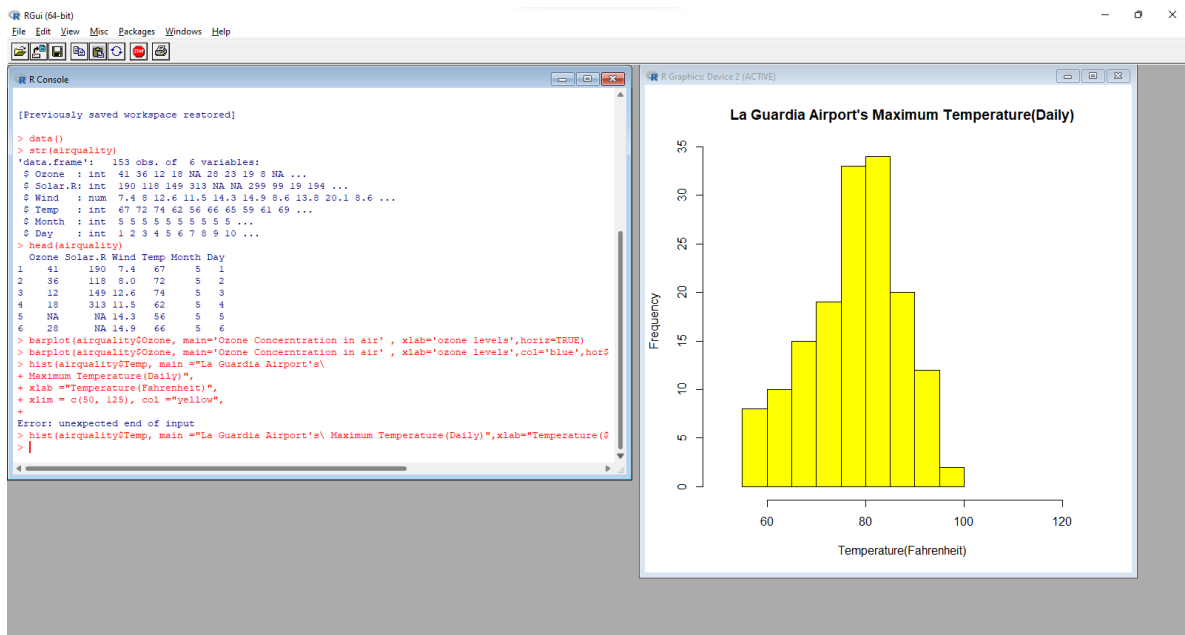 RGui (64-bit)
File Edit View Misc Packages Windows Help
STOP
R Console
[Previously saved workspace restored]
> data()
> str(airquality)
'data.frame':   153 obs. of  6 variables:
 $ Ozone  : int  41 36 12 18 NA 28 23 19 8 NA ...
 $ Solar.R: int  190 118 149 313 NA NA 299 99 19 194 ...
 $ Wind   : num  7.4 8 12.6 11.5 14.3 14.9 8.6 13.8 20.1 8.6 ...
 $ Temp   : int  67 72 74 62 56 66 65 59 61 69 ...
 $ Month  : int  5 5 5 5 5 5 5 5 5 5 ...
 $ Day    : int  1 2 3 4 5 6 7 8 9 10 ...
> head(airquality)
  Ozone Solar.R Wind Temp Month Day
1    41     190  7.4   67     5   1
2    36     118  8.0   72     5   2
3    12     149 12.6   74     5   3
4    18     313 11.5   62     5   4
5    NA      NA 14.3   56     5   5
6    28      NA 14.9   66     5   6
> barplot(airquality$Ozone, main='Ozone Concerntration in air' , xlab='ozone levels',horiz=TRUE)
> barplot(airquality$Ozone, main='Ozone Concerntration in air' , xlab='ozone levels',col='blue',hor$
> hist(airquality$Temp, main ="La Guardia Airport's\
+ Maximum Temperature(Daily)",
+ xlab ="Temperature(Fahrenheit)",
+ xlim = c(50, 125), col ="yellow",
+
Error: unexpected end of input
> hist(airquality$Temp, main ="La Guardia Airport's\ Maximum Temperature(Daily)",xlab="Temperature($
>
R Graphics: Device 2 (ACTIVE)
La Guardia Airport's Maximum Temperature(Daily)
35
30
25
20
15
10
5
0
Frequency
60 80 100 120
Temperature(Fahrenheit)